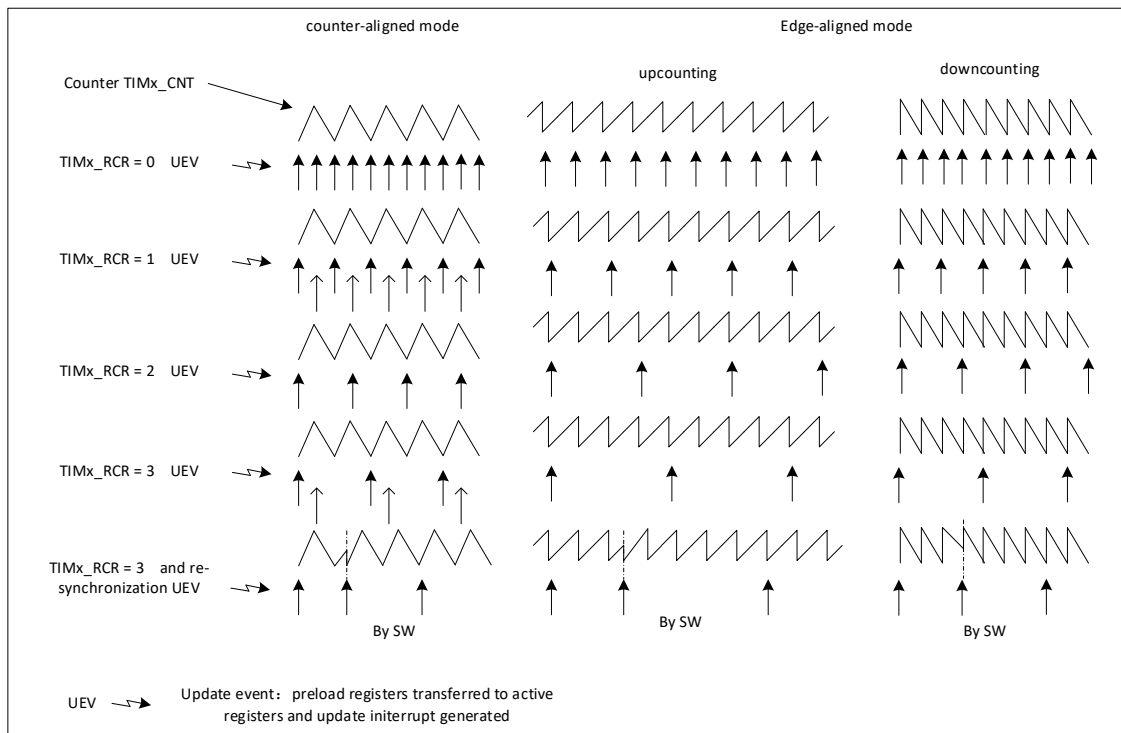 counter-aligned mode
Edge-aligned mode
upcounting
downcounting
Counter TIMx_CNT
TIMx_RCR = 0 UEV
TIMx_RCR = 1 UEV
TIMx_RCR = 2 UEV
TIMx_RCR = 3 UEV
TIMx_RCR = 3 and re-
synchronization UEV
By SW
By SW
By SW
UEV
Update event：preload registers transferred to active
registers and update initerrupt generated